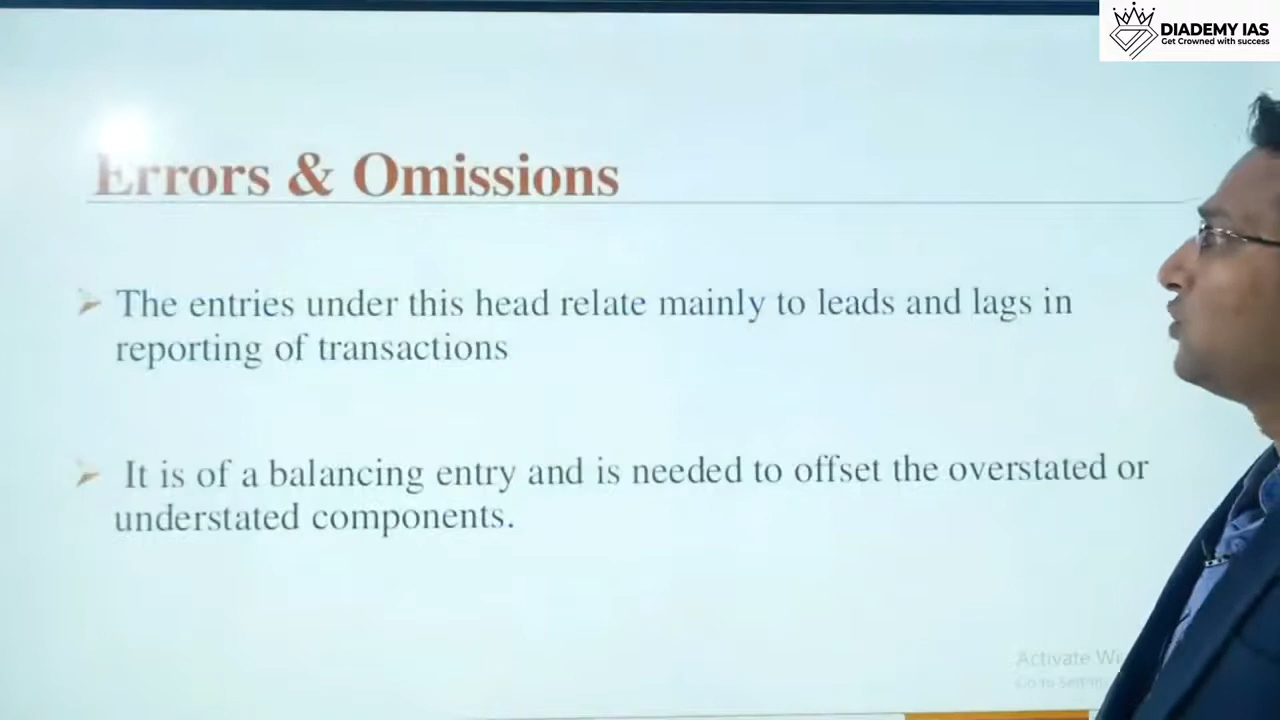 DIADEMY IAS
Get Crowned with success
Errors & Omissions
➢ The entries under this head relate mainly to leads and lags in
reporting of transactions
➢ It is of a balancing entry and is needed to offset the overstated or
understated components.
Activate
Go to